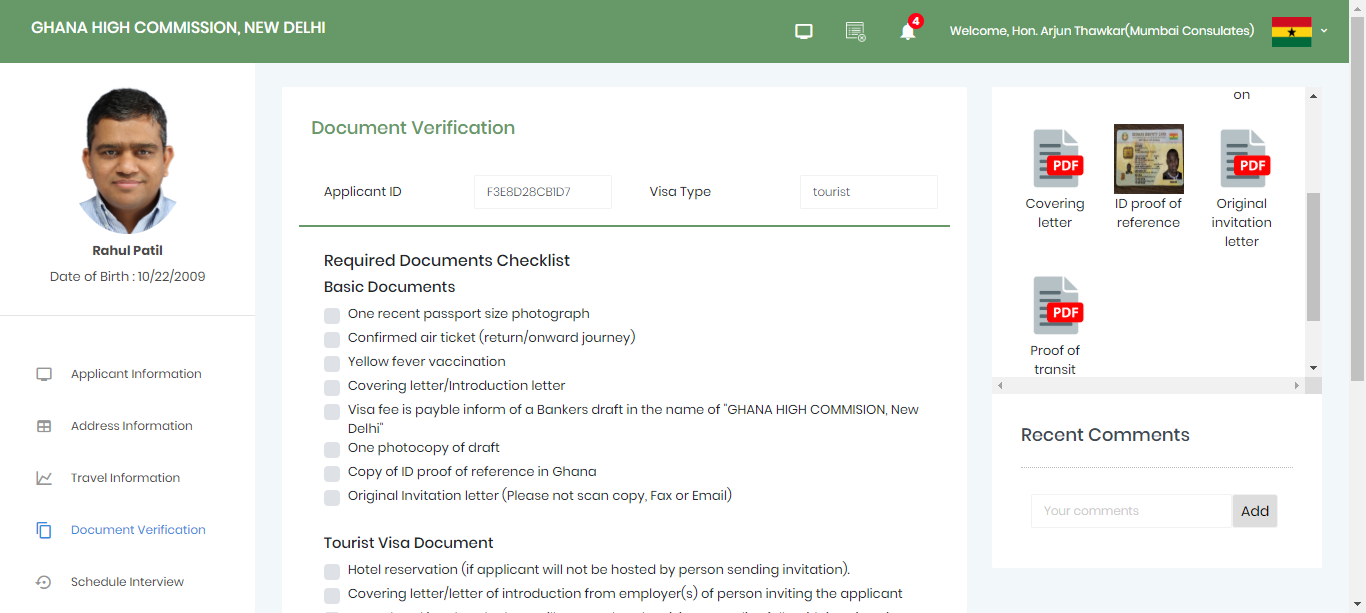 GHANA HIGH COMMISSION, NEW DELHI
4
Welcome, Hon. Arjun Thawkar(Mumbai Consulates)
Rahul Patil
Date of Birth : 10/22/2009
Applicant Information
Address Information
Travel Information
Document Verification
Schedule Interview
Document Verification
Applicant ID
F3E8D28CB1D7
Visa Type
tourist
Required Documents Checklist
Basic Documents
One recent passport size photograph
Confirmed air ticket (return/onward journey)
Yellow fever vaccination
Covering letter/Introduction letter
Visa fee is payble inform of a Bankers draft in the name of "GHANA HIGH COMMISION, New
Delhi"
One photocopy of draft
Copy of ID proof of reference in Ghana
Original Invitation letter (Please not scan copy, Fax or Email)
Tourist Visa Document
Hotel reservation (if applicant will not be hosted by person sending invitation).
Covering letter/letter of introduction from employer(s) of person inviting the applicant
on
PDF
Covering
letter
ID proof of
reference
PDF
Original
invitation
letter
PDF
Proof of
transit
Recent Comments
Your comments
Add